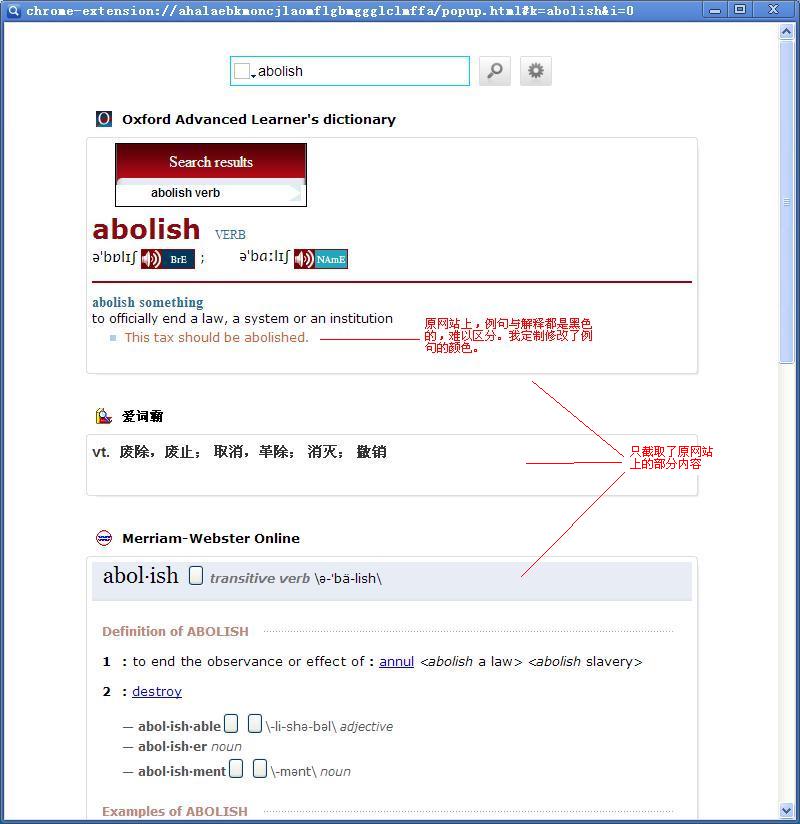 chrome-extension://ahalaebkmoncjlaomflgbmggglclmffa/popup.html#k=abolish&i=0
abolish
Oxford Advanced Learner's dictionary
Search results
abolish verb
abolish VERB
əˈbɒlɪʃ BrE ; əˈbɑːlɪʃ NAmE
abolish something
to officially end a law, a system or an institution
This tax should be abolished.
原网站上，例句与解释都是黑色
的，难以区分。我定制修改了例
句的颜色。
爱词霸
vt. 废除，废止； 取消，革除； 消灭； 撤销
只截取了原网站
上的部分内容
Merriam-Webster Online
abol·ish transitive verb \ə-ˈbä-lish\
Definition of ABOLISH
1 : to end the observance or effect of : annul <abolish a law> <abolish slavery>
2 : destroy
— abol·ish·able \-li-shə-bəl\ adjective
— abol·ish·er noun
— abol·ish·ment \-mənt\ noun
Examples of ABOLISH